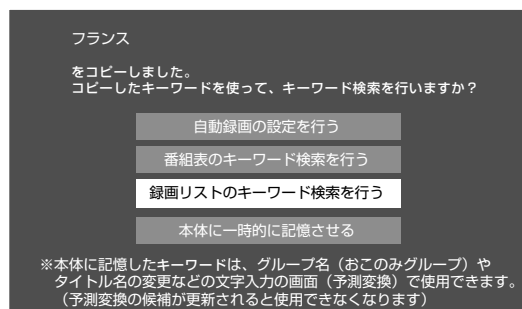 フランス
をコピーしました。
コピーしたキーワードを使って、キーワード検索を行いますか？
自動録画の設定を行う
番組表のキーワード検索を行う
録画リストのキーワード検索を行う
本体に一時的に記憶させる
※本体に記憶したキーワードは、グループ名（おこのみグループ）や
タイトル名の変更などの文字入力の画面（予測変換）で使用できます。
（予測変換の候補が更新されると使用できなくなります）